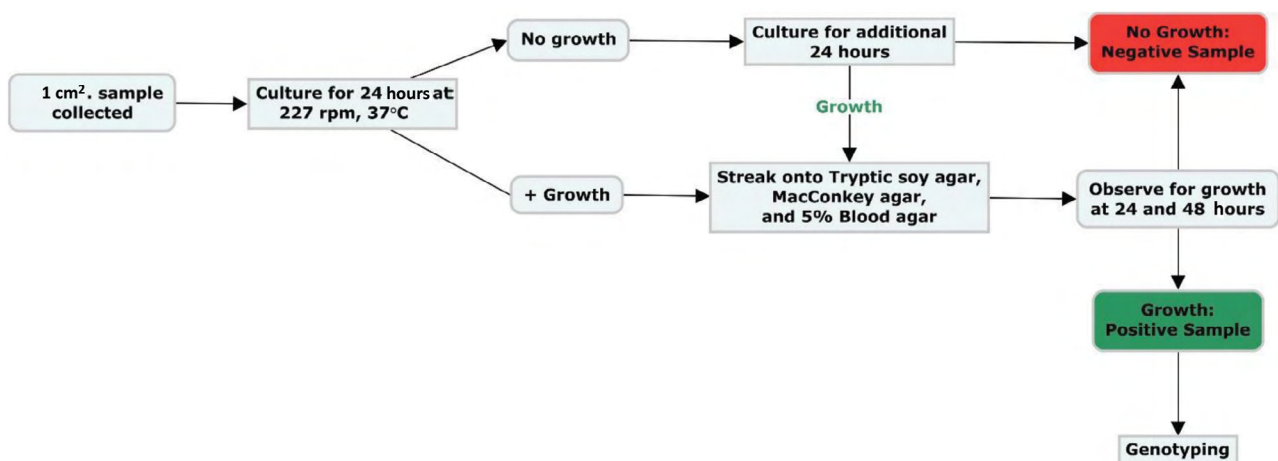 1 cm². sample
collected
Culture for 24 hours at
227 rpm, 37°C
No growth
Culture for additional
24 hours
No Growth:
Negative Sample
Growth
+ Growth
Streak onto Tryptic soy agar,
MacConkey agar,
and 5% Blood agar
Observe for growth
at 24 and 48 hours
Growth:
Positive Sample
Genotyping